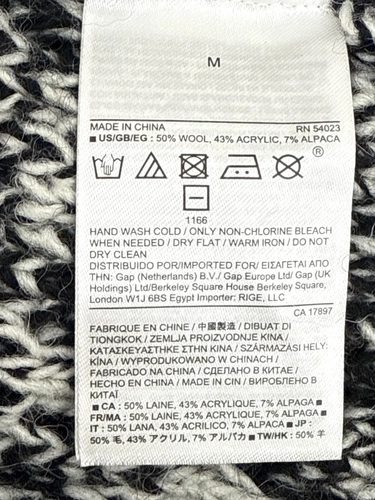 M
MADE IN CHINA RN 54023
■ US/GB/EG : 50% WOOL, 43% ACRYLIC, 7% ALPACA
®
1166
HAND WASH COLD / ONLY NON-CHLORINE BLEACH
WHEN NEEDED / DRY FLAT / WARM IRON / DO NOT
DRY CLEAN
DISTRIBUIDO POR/IMPORTED FOR/ ΕΙΣΑΓΕΤΑΙ ΑΠΟ
ΤΗΝ: Gap (Netherlands) B.V./ Gap Europe Ltd/ Gap (UK
Holdings) Ltd/Berkeley Square House Berkeley Square,
London W1J 6BS Egypt Importer: RIGE, LLC
CA 17897
FABRIQUE EN CHINE / 中國製造 / DIBUAT DI
TIONGKOK / ZEMLJA PROIZVODNJE KINA /
ΚΑΤΑΣΚΕΥΑΣΤΗΚΕ ΣΤΗΝ ΚΙΝΑ / SZÁRMAZÁSI HELY:
KÍNA / WYPRODUKOWANO W CHINACH /
FABRICADO NA CHINA / СДЕЛАНО В КИТАЕ /
HECHO EN CHINA / MADE IN CIN / ВИРОБЛЕНО В
КИТАЇ
■ CA : 50% LAINE, 43% ACRYLIQUE, 7% ALPAGA ■
FR/MA : 50% LAINE, 43% ACRYLIQUE, 7% ALPAGA ■
IT : 50% LANA, 43% ACRILICO, 7% ALPACA ■ JP :
50% 毛, 43% アクリル, 7% アルパカ ■ TW/HK : 50% 羊